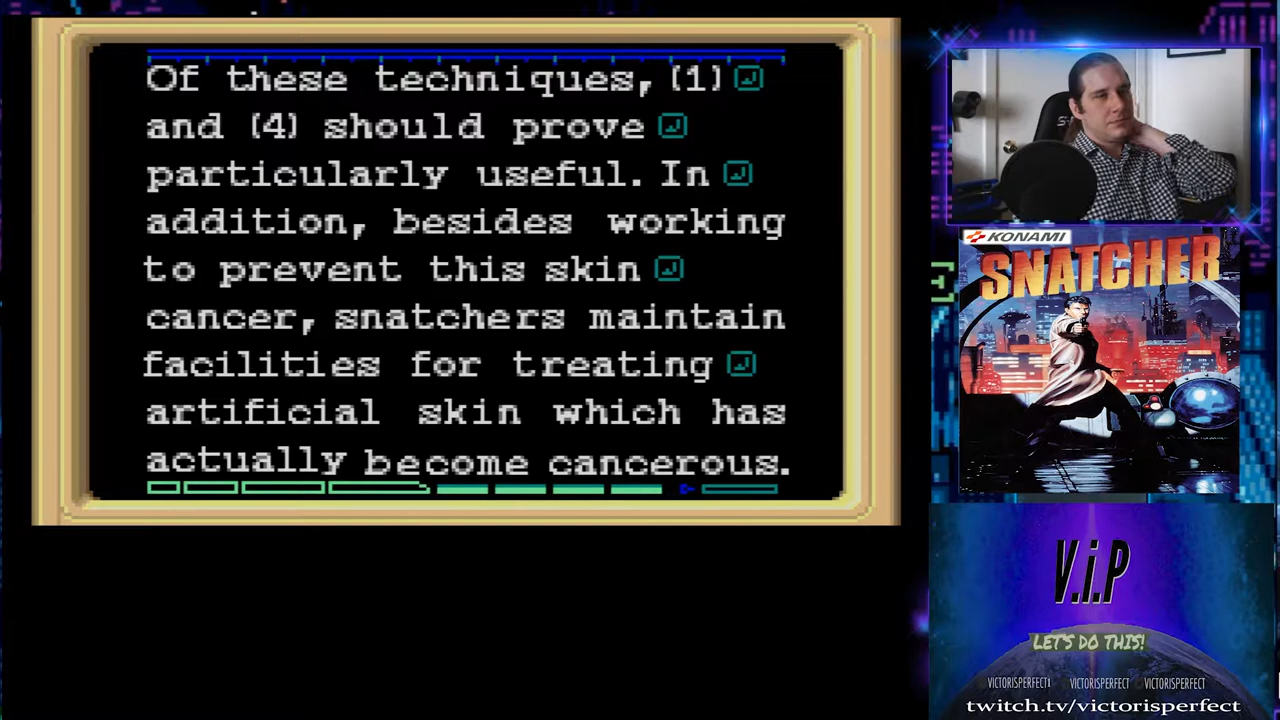 Of these techniques, (1)
and (4) should prove
particularly useful. In
addition, besides working
to prevent this skin
cancer, snatchers maintain
facilities for treating
artificial skin which has
actually become cancerous.
KONAMI
SNATCHER
V.i.P
LET'S DO THIS!
VICTORISPERFECT1 VICTORISPERFECT VICTORISPERFECT
twitch.tv/victorisperfect